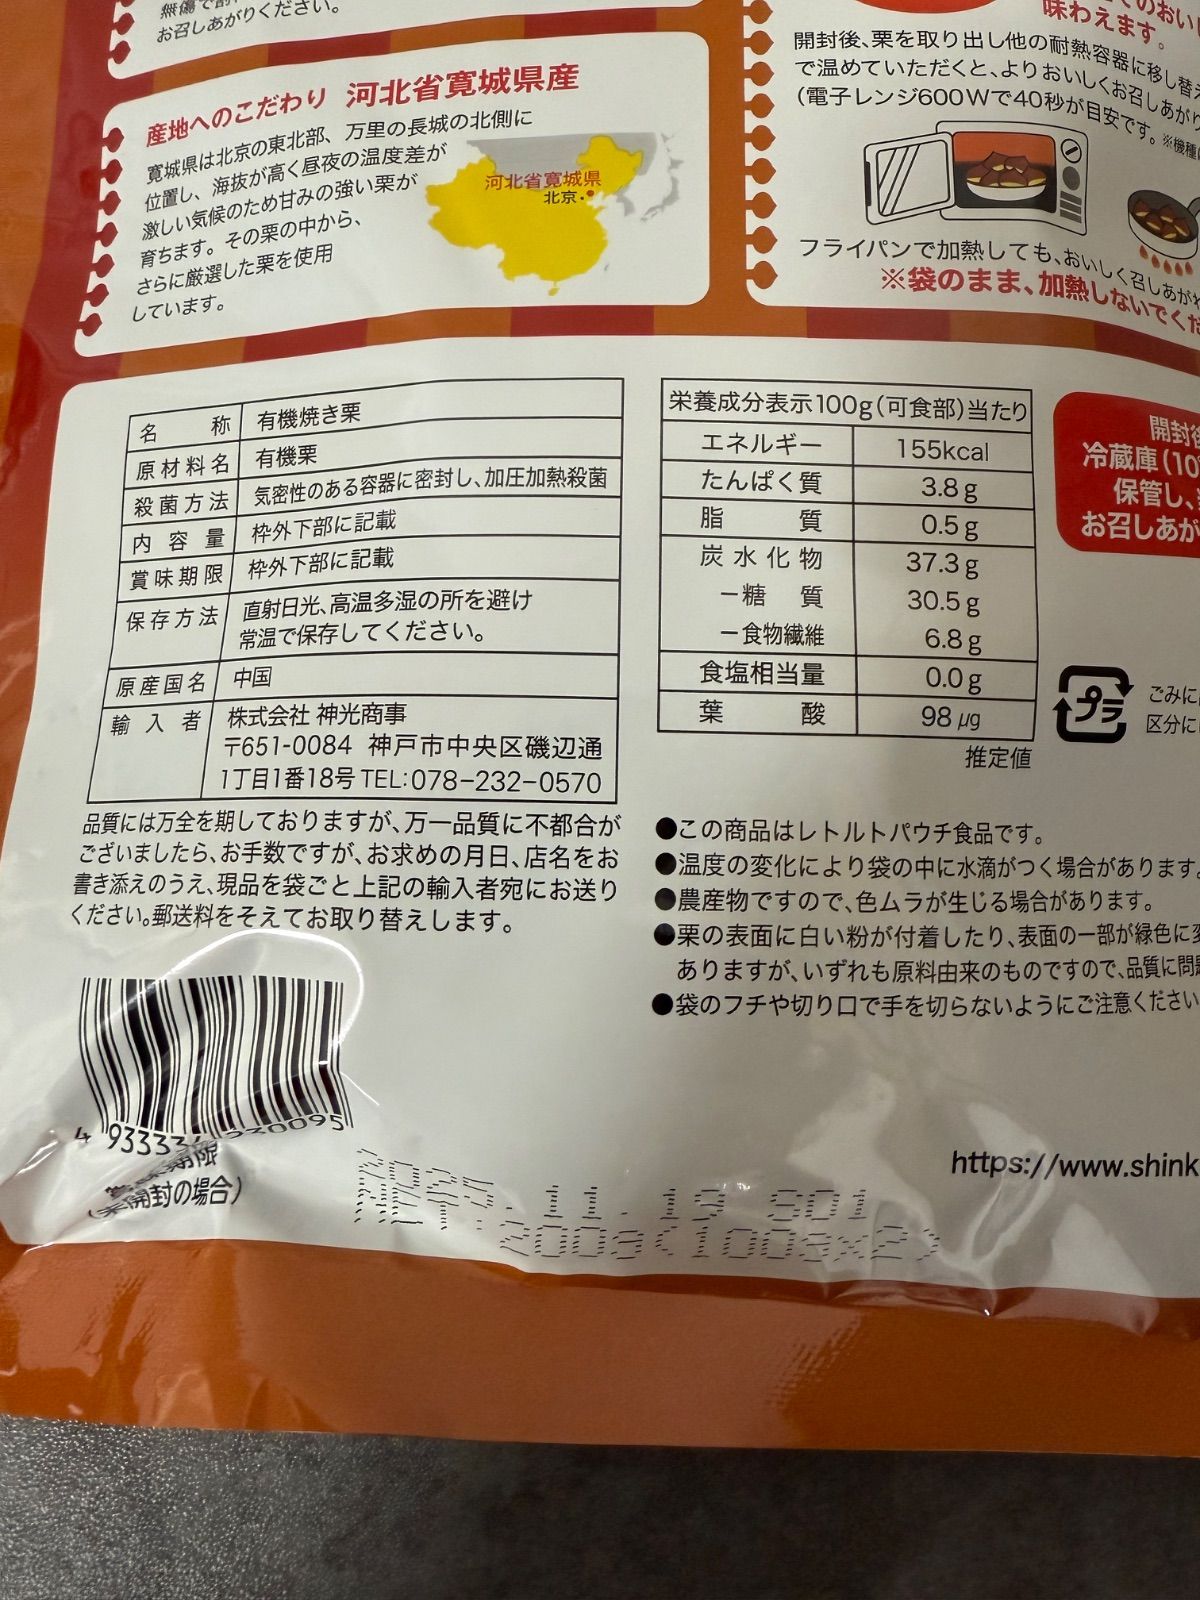 お召しあがりください。
産地へのこだわり 河北省寛城県産
寛城県は北京の東北部、万里の長城の北側に
位置し、海抜が高く昼夜の温度差が
激しい気候のため甘みの強い栗が
育ちます。その栗の中から、
さらに厳選した栗を使用
しています。
河北省寛城県
北京
味わえます。
開封後、栗を取り出し他の耐熱容器に移し替え
で温めていただくと、よりおいしくお召しあがり
(電子レンジ600Wで40秒が目安です。※機種
フライパンで加熱しても、おいしく召しあがれ
※袋のまま、加熱しないでくだ
名称 有機焼き栗
原材料名 有機栗
殺菌方法 気密性のある容器に密封し、加圧加熱殺菌
内容量 枠外下部に記載
賞味期限 枠外下部に記載
保存方法 直射日光、高温多湿の所を避け
常温で保存してください。
原産国名 中国
輸入者 株式会社 神光商事
〒651-0084 神戸市中央区磯辺通
1丁目1番18号 TEL:078-232-0570
栄養成分表示100g(可食部)当たり
エネルギー 155kcal
たんぱく質 3.8g
脂質 0.5g
炭水化物 37.3g
-糖質 30.5g
-食物繊維 6.8g
食塩相当量 0.0g
葉酸 98μg
推定値
開封後
冷蔵庫(10
保管し、
お召しあが
プラ
ごみに
区分に
品質には万全を期しておりますが、万一品質に不都合が
ございましたら、お手数ですが、お求めの月日、店名をお
書き添えのうえ、現品を袋ごと上記の輸入者宛にお送り
ください。郵送料をそえてお取り替えします。
●この商品はレトルトパウチ食品です。
●温度の変化により袋の中に水滴がつく場合があります。
●農産物ですので、色ムラが生じる場合があります。
●栗の表面に白い粉が付着したり、表面の一部が緑色に変
ありますが、いずれも原料由来のものですので、品質に問題
●袋のフチや切り口で手を切らないようにご注意ください
期限
(未開封の場合)
11.19 S01
NET: 200g(100g×2)
https://www.shink